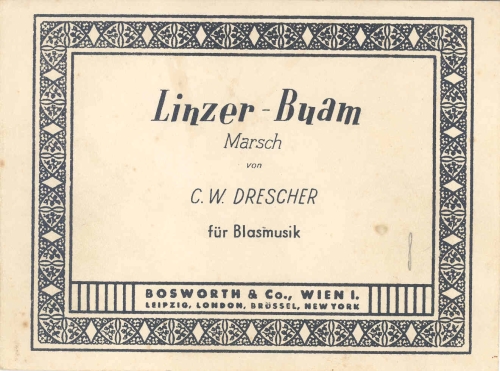 Linzer-Buam
Marsch
von
C. W. DRESCHER
für Blasmusik
BOSWORTH & Co., WIEN I.
LEIPZIG, LONDON, BRÜSSEL, NEW YORK